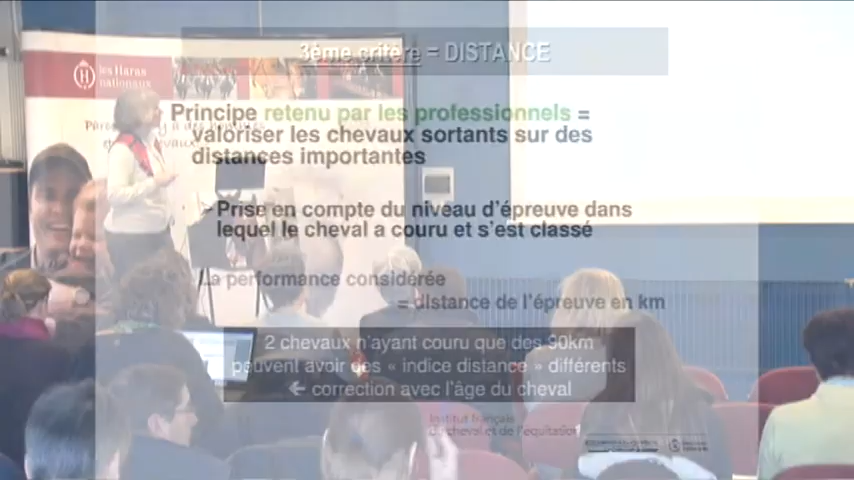 3ème critère = DISTANCE
les Haras
nationaux
Principe retenu par les professionnels =
valoriser les chevaux sortants sur des
distances importantes
- Prise en compte du niveau d'épreuve dans
lequel le cheval a couru et s'est classé
La performance considérée
= distance de l'épreuve en km
2 chevaux n'ayant couru que des 90km
peuvent avoir des « indice distance » différents
← correction avec l'âge du cheval
Institut français
du cheval et de l'equitation